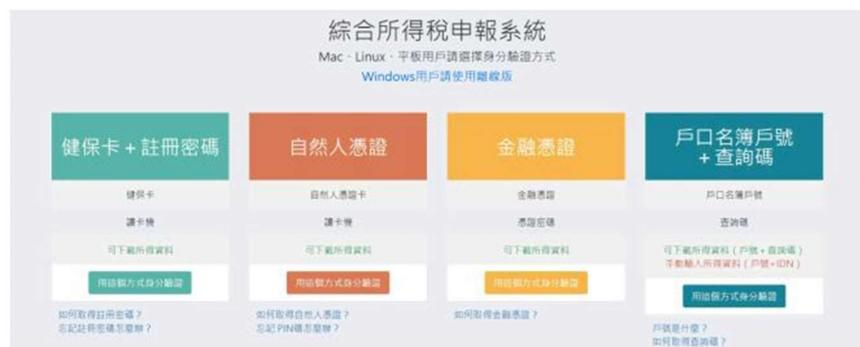 綜合所得稅申報系統
Mac、Linux、平板用戶請選擇身分驗證方式
Windows用戶請使用離線版
健保卡 + 註冊密碼
健保卡
讀卡機
可下載所得資料
用這個方式身分驗證
如何取得註冊密碼?
忘記註冊密碼怎麼辦?
自然人憑證
自然人憑證卡
讀卡機
可下載所得資料
用這個方式身分驗證
如何取得自然人憑證?
忘記 PIN碼怎麼辦?
金融憑證
金融憑證
憑證密碼
可下載所得資料
用這個方式身分驗證
如何取得金融憑證?
戶口名簿戶號
+ 查詢碼
戶口名簿戶號
查詢碼
可下載所得資料 ( 戶號 + 查詢碼 )
手動輸入所得資料 ( 戶號+IDN )
用這個方式身分驗證
戶號是什麼?
如何取得查詢碼?